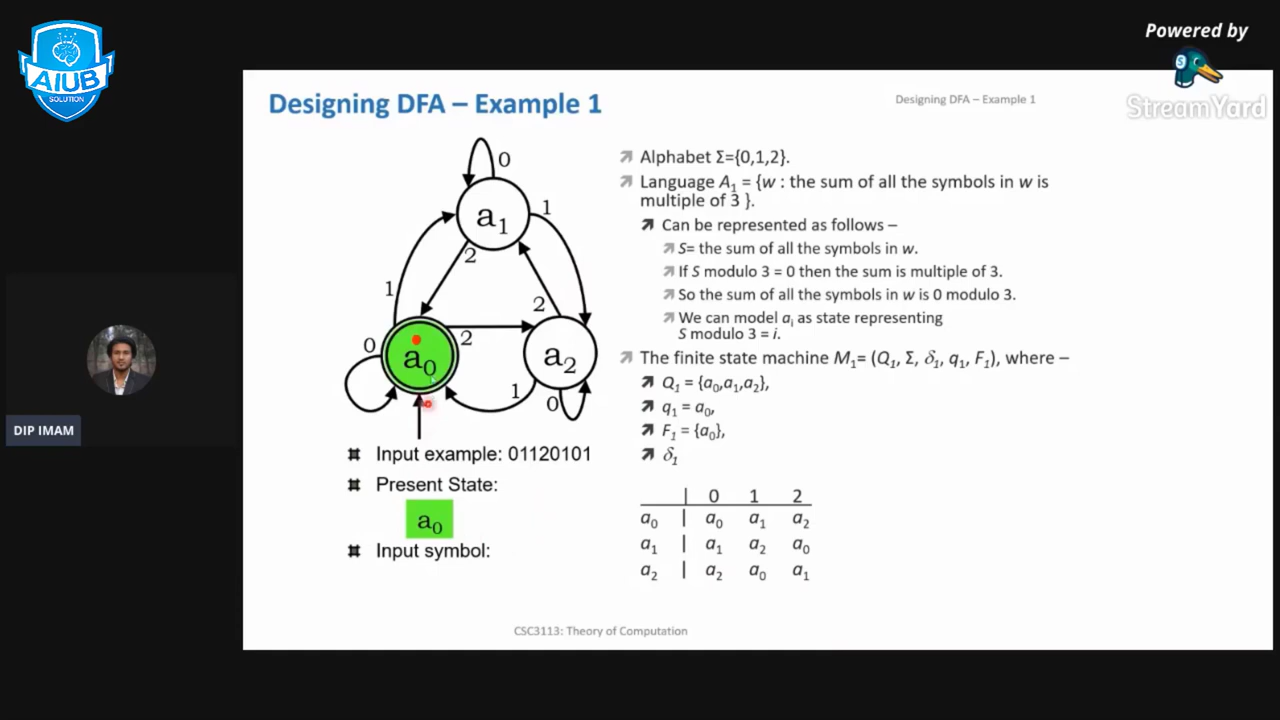 Powered by
StreamYard
AIUB
SOLUTION
DIP IMAM
Designing DFA – Example 1
Designing DFA – Example 1
0
a₁
1
2
1
2
0
a₀
2
a₂
1
0
⌗ Input example: 01120101
⌗ Present State:
a₀
⌗ Input symbol:
Alphabet Σ={0,1,2}.
Language A₁ = {w : the sum of all the symbols in w is
multiple of 3 }.
Can be represented as follows –
S= the sum of all the symbols in w.
If S modulo 3 = 0 then the sum is multiple of 3.
So the sum of all the symbols in w is 0 modulo 3.
We can model aᵢ as state representing
S modulo 3 = i.
The finite state machine M₁= (Q₁, Σ, δ₁, q₁, F₁), where –
Q₁ = {a₀,a₁,a₂},
q₁ = a₀,
F₁ = {a₀},
δ₁
| 0 1 2
a₀ | a₀ a₁ a₂
a₁ | a₁ a₂ a₀
a₂ | a₂ a₀ a₁
CSC3113: Theory of Computation